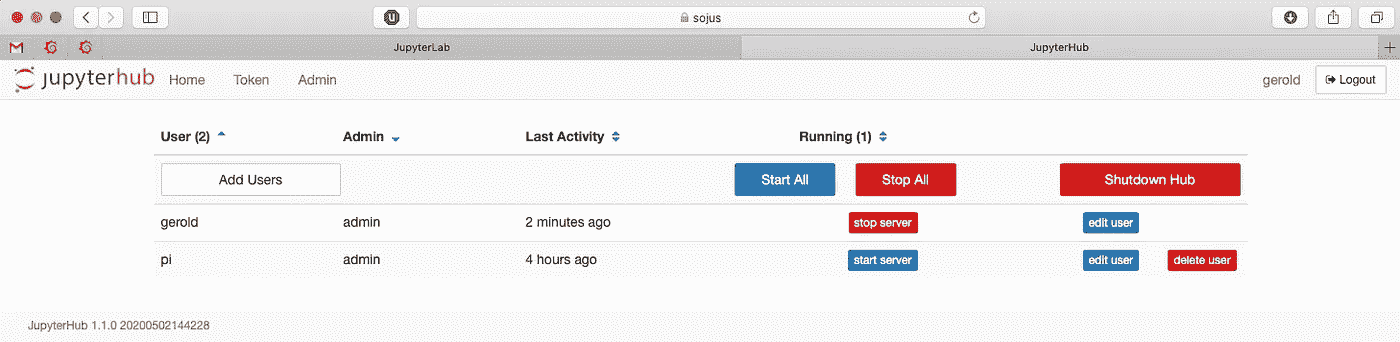 sojus
JupyterLab JupyterHub
jupyterhub Home Token Admin gerold Logout
User (2) Admin Last Activity Running (1)
Add Users Start All Stop All Shutdown Hub
gerold admin 2 minutes ago stop server edit user
pi admin 4 hours ago start server edit user delete user
JupyterHub 1.1.0 20200502144228